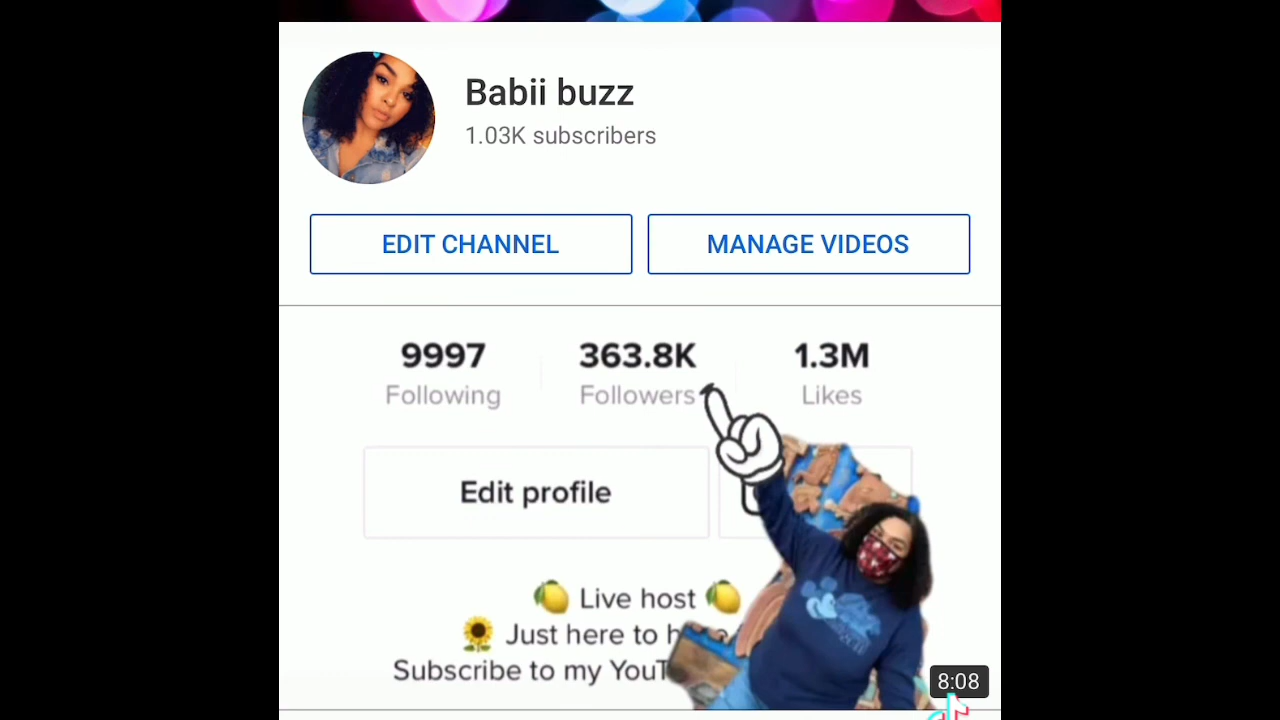 Babii buzz
1.03K subscribers
EDIT CHANNEL
MANAGE VIDEOS
9997
363.8K
1.3M
Following
Followers
Likes
Edit profile
🍋 Live host 🍋
🌻 Just here to
Subscribe to my
8:08